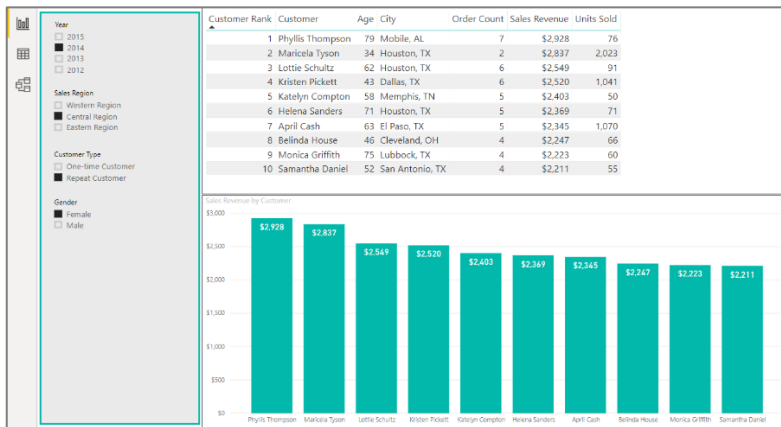 Year
2015
2014
2013
2012
Sales Region
Western Region
Central Region
Eastern Region
Customer Type
One-time Customer
Repeat Customer
Gender
Female
Male
Customer Rank Customer Age City Order Count Sales Revenue Units Sold
1 Phyllis Thompson 79 Mobile, AL 7 $2,928 76
2 Maricela Tyson 34 Houston, TX 2 $2,837 2,023
3 Lottie Schultz 62 Houston, TX 6 $2,549 91
4 Kristen Pickett 43 Dallas, TX 6 $2,520 1,041
5 Katelyn Compton 58 Memphis, TN 5 $2,403 50
6 Helena Sanders 71 Houston, TX 5 $2,369 71
7 April Cash 63 El Paso, TX 5 $2,345 1,070
8 Belinda House 46 Cleveland, OH 4 $2,247 66
9 Monica Griffith 75 Lubbock, TX 4 $2,223 60
10 Samantha Daniel 52 San Antonio, TX 4 $2,211 55
Sales Revenue by Customer
$3,000
$2,500
$2,000
$1,500
$1,000
$500
$0
$2,928 $2,837 $2,549 $2,520 $2,403 $2,369 $2,345 $2,247 $2,223 $2,211
Phyllis Thompson Maricela Tyson Lottie Schultz Kristen Pickett Katelyn Compton Helena Sanders April Cash Belinda House Monica Griffith Samantha Daniel